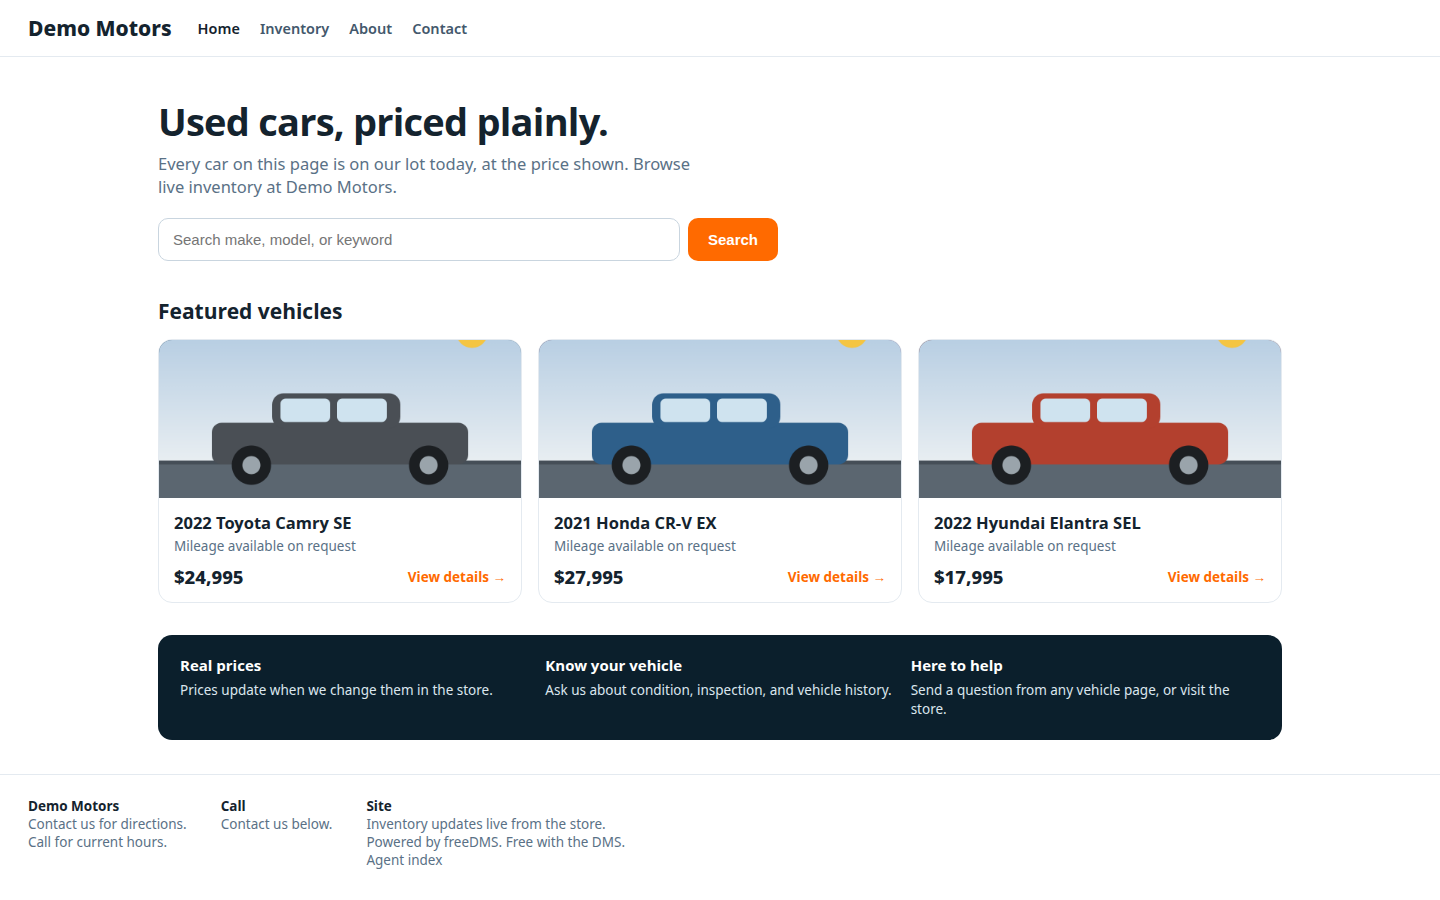 Demo Motors
Home
Inventory
About
Contact
Used cars, priced plainly.
Every car on this page is on our lot today, at the price shown. Browse
live inventory at Demo Motors.
Search make, model, or keyword
Search
Featured vehicles
2022 Toyota Camry SE
Mileage available on request
$24,995
View details →
2021 Honda CR-V EX
Mileage available on request
$27,995
View details →
2022 Hyundai Elantra SEL
Mileage available on request
$17,995
View details →
Real prices
Prices update when we change them in the store.
Know your vehicle
Ask us about condition, inspection, and vehicle history.
Here to help
Send a question from any vehicle page, or visit the
store.
Demo Motors
Contact us for directions.
Call for current hours.
Call
Contact us below.
Site
Inventory updates live from the store.
Powered by freeDMS. Free with the DMS.
Agent index